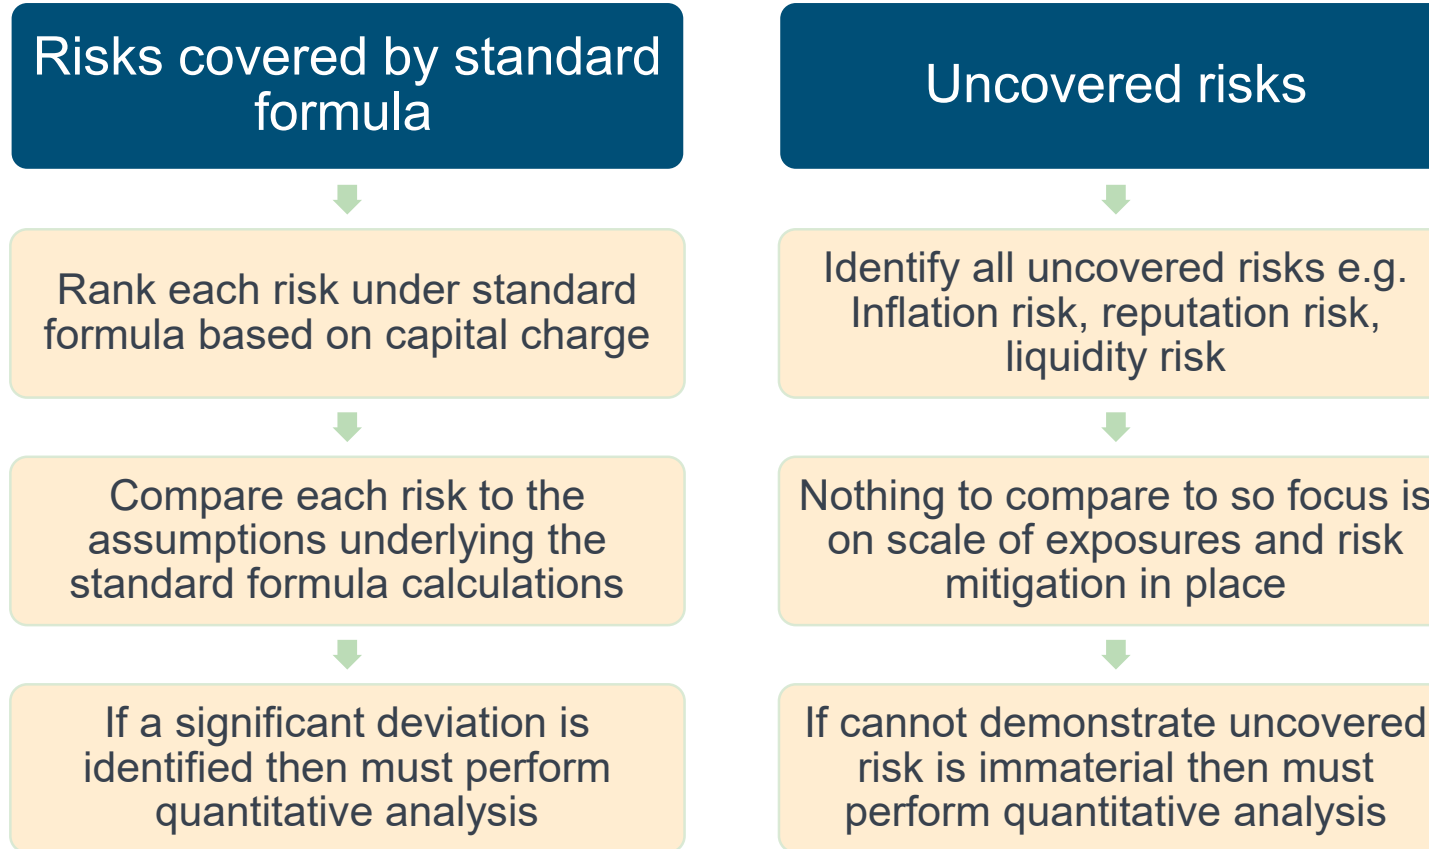 Risks covered by standard
formula
Rank each risk under standard
formula based on capital charge
Compare each risk to the
assumptions underlying the
standard formula calculations
If a significant deviation is
identified then must perform
quantitative analysis
Uncovered risks
Identify all uncovered risks e.g.
Inflation risk, reputation risk,
liquidity risk
Nothing to compare to so focus is
on scale of exposures and risk
mitigation in place
If cannot demonstrate uncovered
risk is immaterial then must
perform quantitative analysis